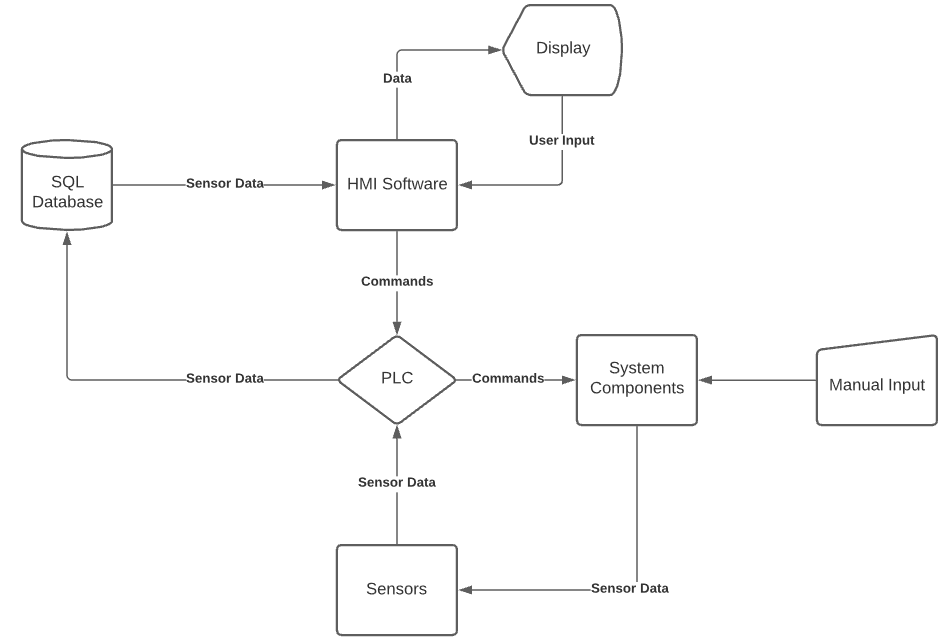 Display
Data
User Input
SQL
Database
Sensor Data
HMI Software
Commands
Sensor Data
PLC
Commands
System
Components
Manual Input
Sensor Data
Sensors
Sensor Data